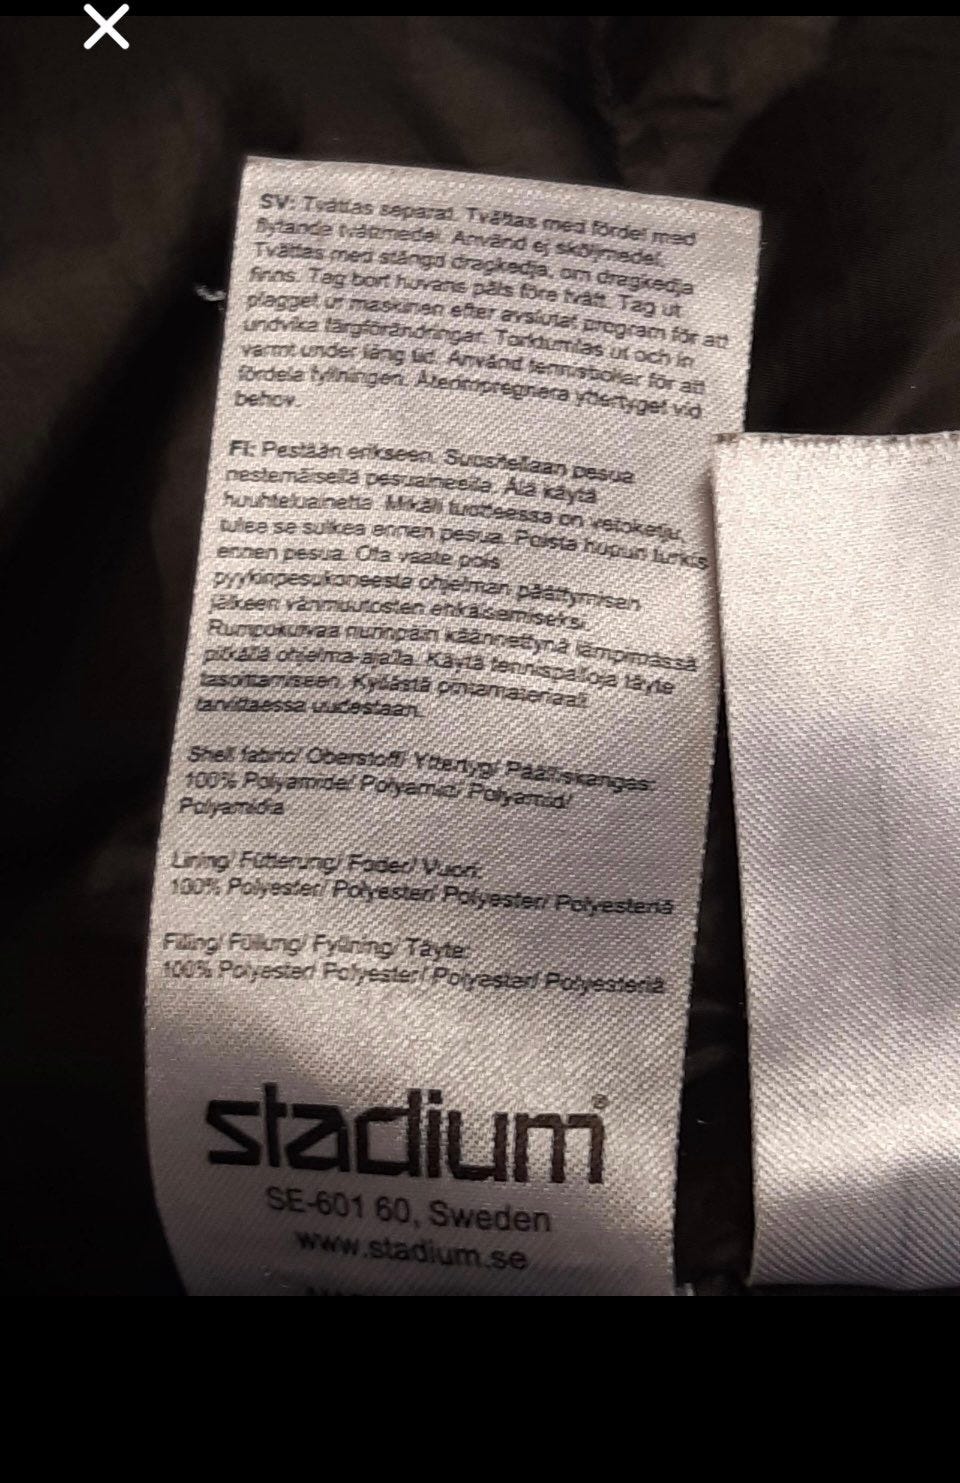 SV: Tvättas separat. Tvättas med fördel med
flytande tvättmedel. Använd ej sköljmedel.
Tvättas med stängd dragkedja, om dragkedja
finns. Tag bort huvans päls före tvätt. Tag ut
plagget ur maskinen efter avslutat program för att
undvika färgförändringar. Torktumlas ut och in
varmt under lång tid. Använd tennisbollar för att
fördela fyllningen. Återimpregnera yttertyget vid
behov.
FI: Pestään erikseen. Suositellaan pesua
nestemäisellä pesuaineella. Älä käytä
huuhteluainetta. Mikäli tuotteessa on vetoketju,
tulee se sulkea ennen pesua. Poista hupun turkis
ennen pesua. Ota vaate pois
pyykinpesukoneesta ohjelman päättymisen
jälkeen värimuutosten ehkäisemiseksi.
Rumpukuivaa nurinpäin käännettynä lämpimässä
pitkällä ohjelma-ajalla. Käytä tennispalloja täyte
tasoittamiseen. Kyllästä pintamateriaali
tarvittaessa uudestaan.
Shell fabric/ Oberstoff/ Yttertyg/ Päälliskangas:
100% Polyamide/ Polyamid/ Polyamid/
Polyamidia
Lining/ Fütterung/ Foder/ Vuori:
100% Polyester/ Polyester/ Polyester/ Polyesteriä
Filling/ Füllung/ Fyllning/ Täyte:
100% Polyester/ Polyester/ Polyester/ Polyesteriä
stadium®
SE-601 60, Sweden
www.stadium.se